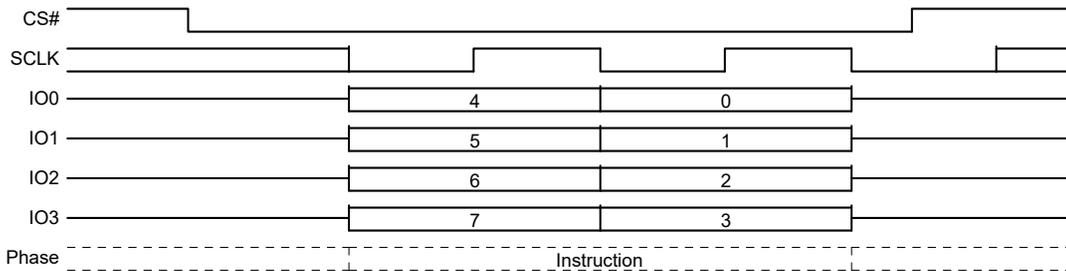 CS#
SCLK
IO0 4 0
IO1 5 1
IO2 6 2
IO3 7 3
Phase Instruction